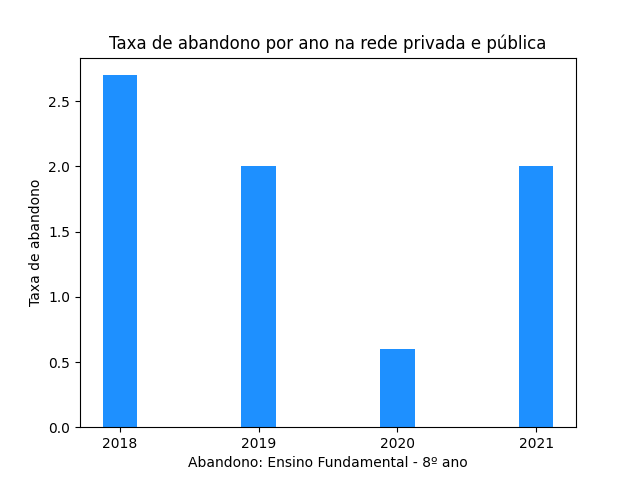 Taxa de abandono por ano na rede privada e pública
Taxa de abandono
2.5
2.0
1.5
1.0
0.5
0.0
2018 2019 2020 2021
Abandono: Ensino Fundamental - 8º ano